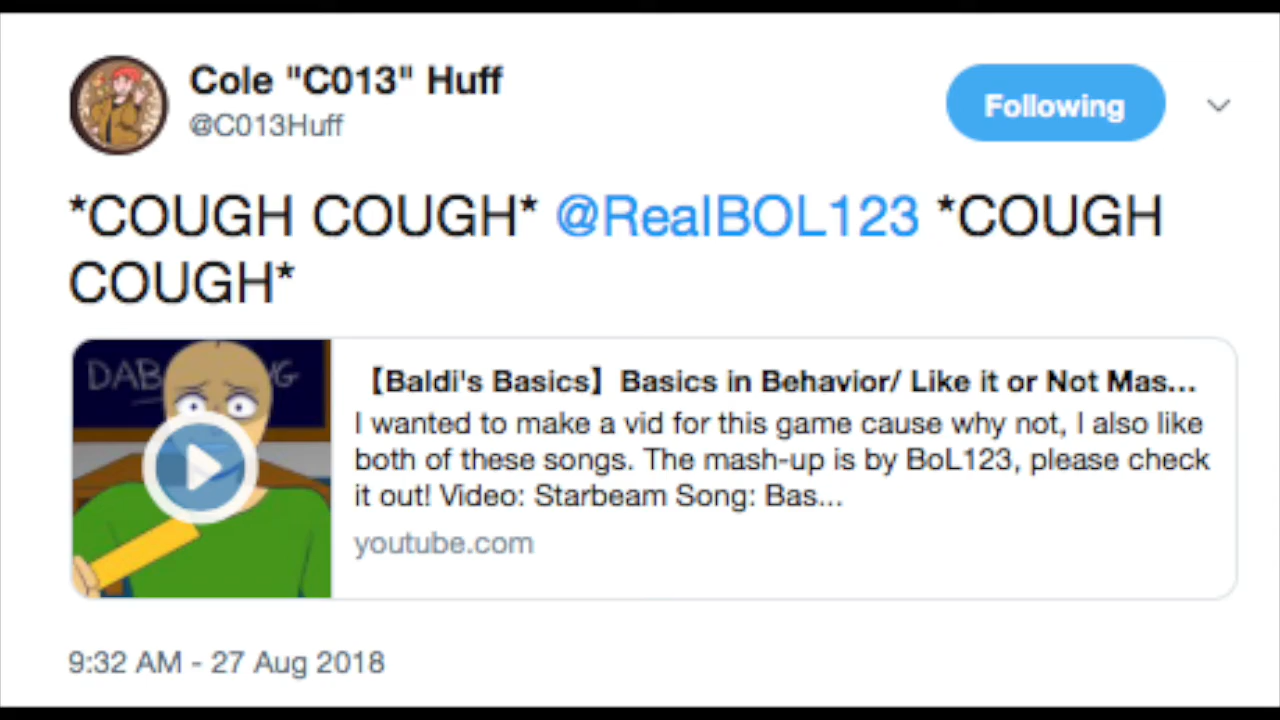 Cole "C013" Huff
@C013Huff
Following
*COUGH COUGH* @RealBOL123 *COUGH
COUGH*
DAB
NG
【Baldi's Basics】Basics in Behavior/ Like it or Not Mas...
I wanted to make a vid for this game cause why not, I also like
both of these songs. The mash-up is by BoL123, please check
it out! Video: Starbeam Song: Bas...
youtube.com
9:32 AM - 27 Aug 2018